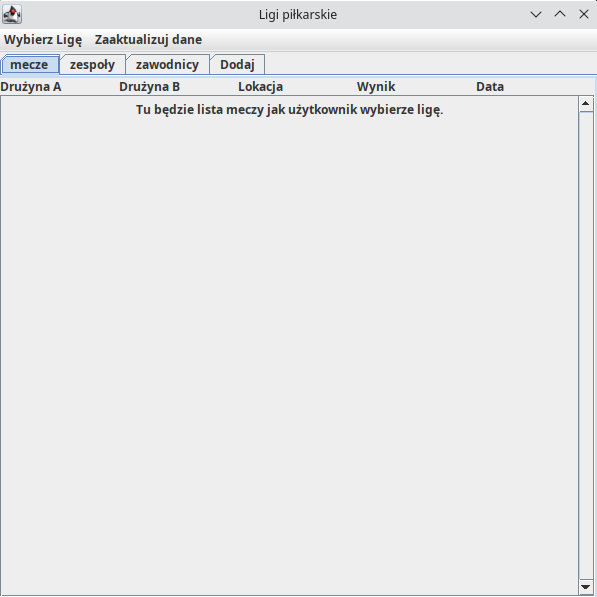 Ligi piłkarskie
Wybierz Ligę Zaaktualizuj dane
mecze zespoły zawodnicy Dodaj
Drużyna A Drużyna B Lokacja Wynik Data
Tu będzie lista meczy jak użytkownik wybierze ligę.